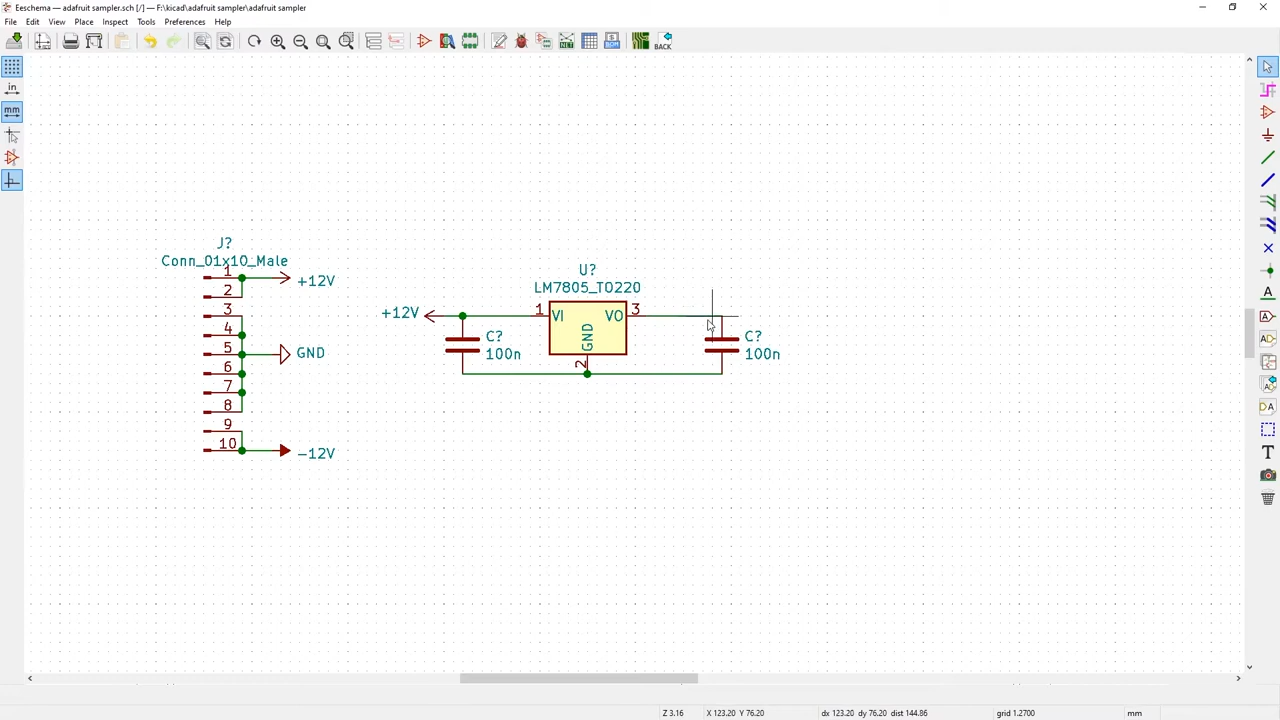 Eeschema — adafruit sampler.sch [/] — F:\kicad\adafruit sampler\adafruit sampler
File Edit View Place Inspect Tools Preferences Help
NET
BOM
BACK
in
mm
A
A
DA
T
J?
Conn_01x10_Male
1
2
3
4
5
6
7
8
9
10
+12V
GND
−12V
+12V
U?
LM7805_TO220
1
VI
VO
3
GND
2
C?
100n
C?
100n
Z 3.16
X 123.20 Y 76.20
dx 123.20 dy 76.20 dist 144.86
grid 1.2700
mm